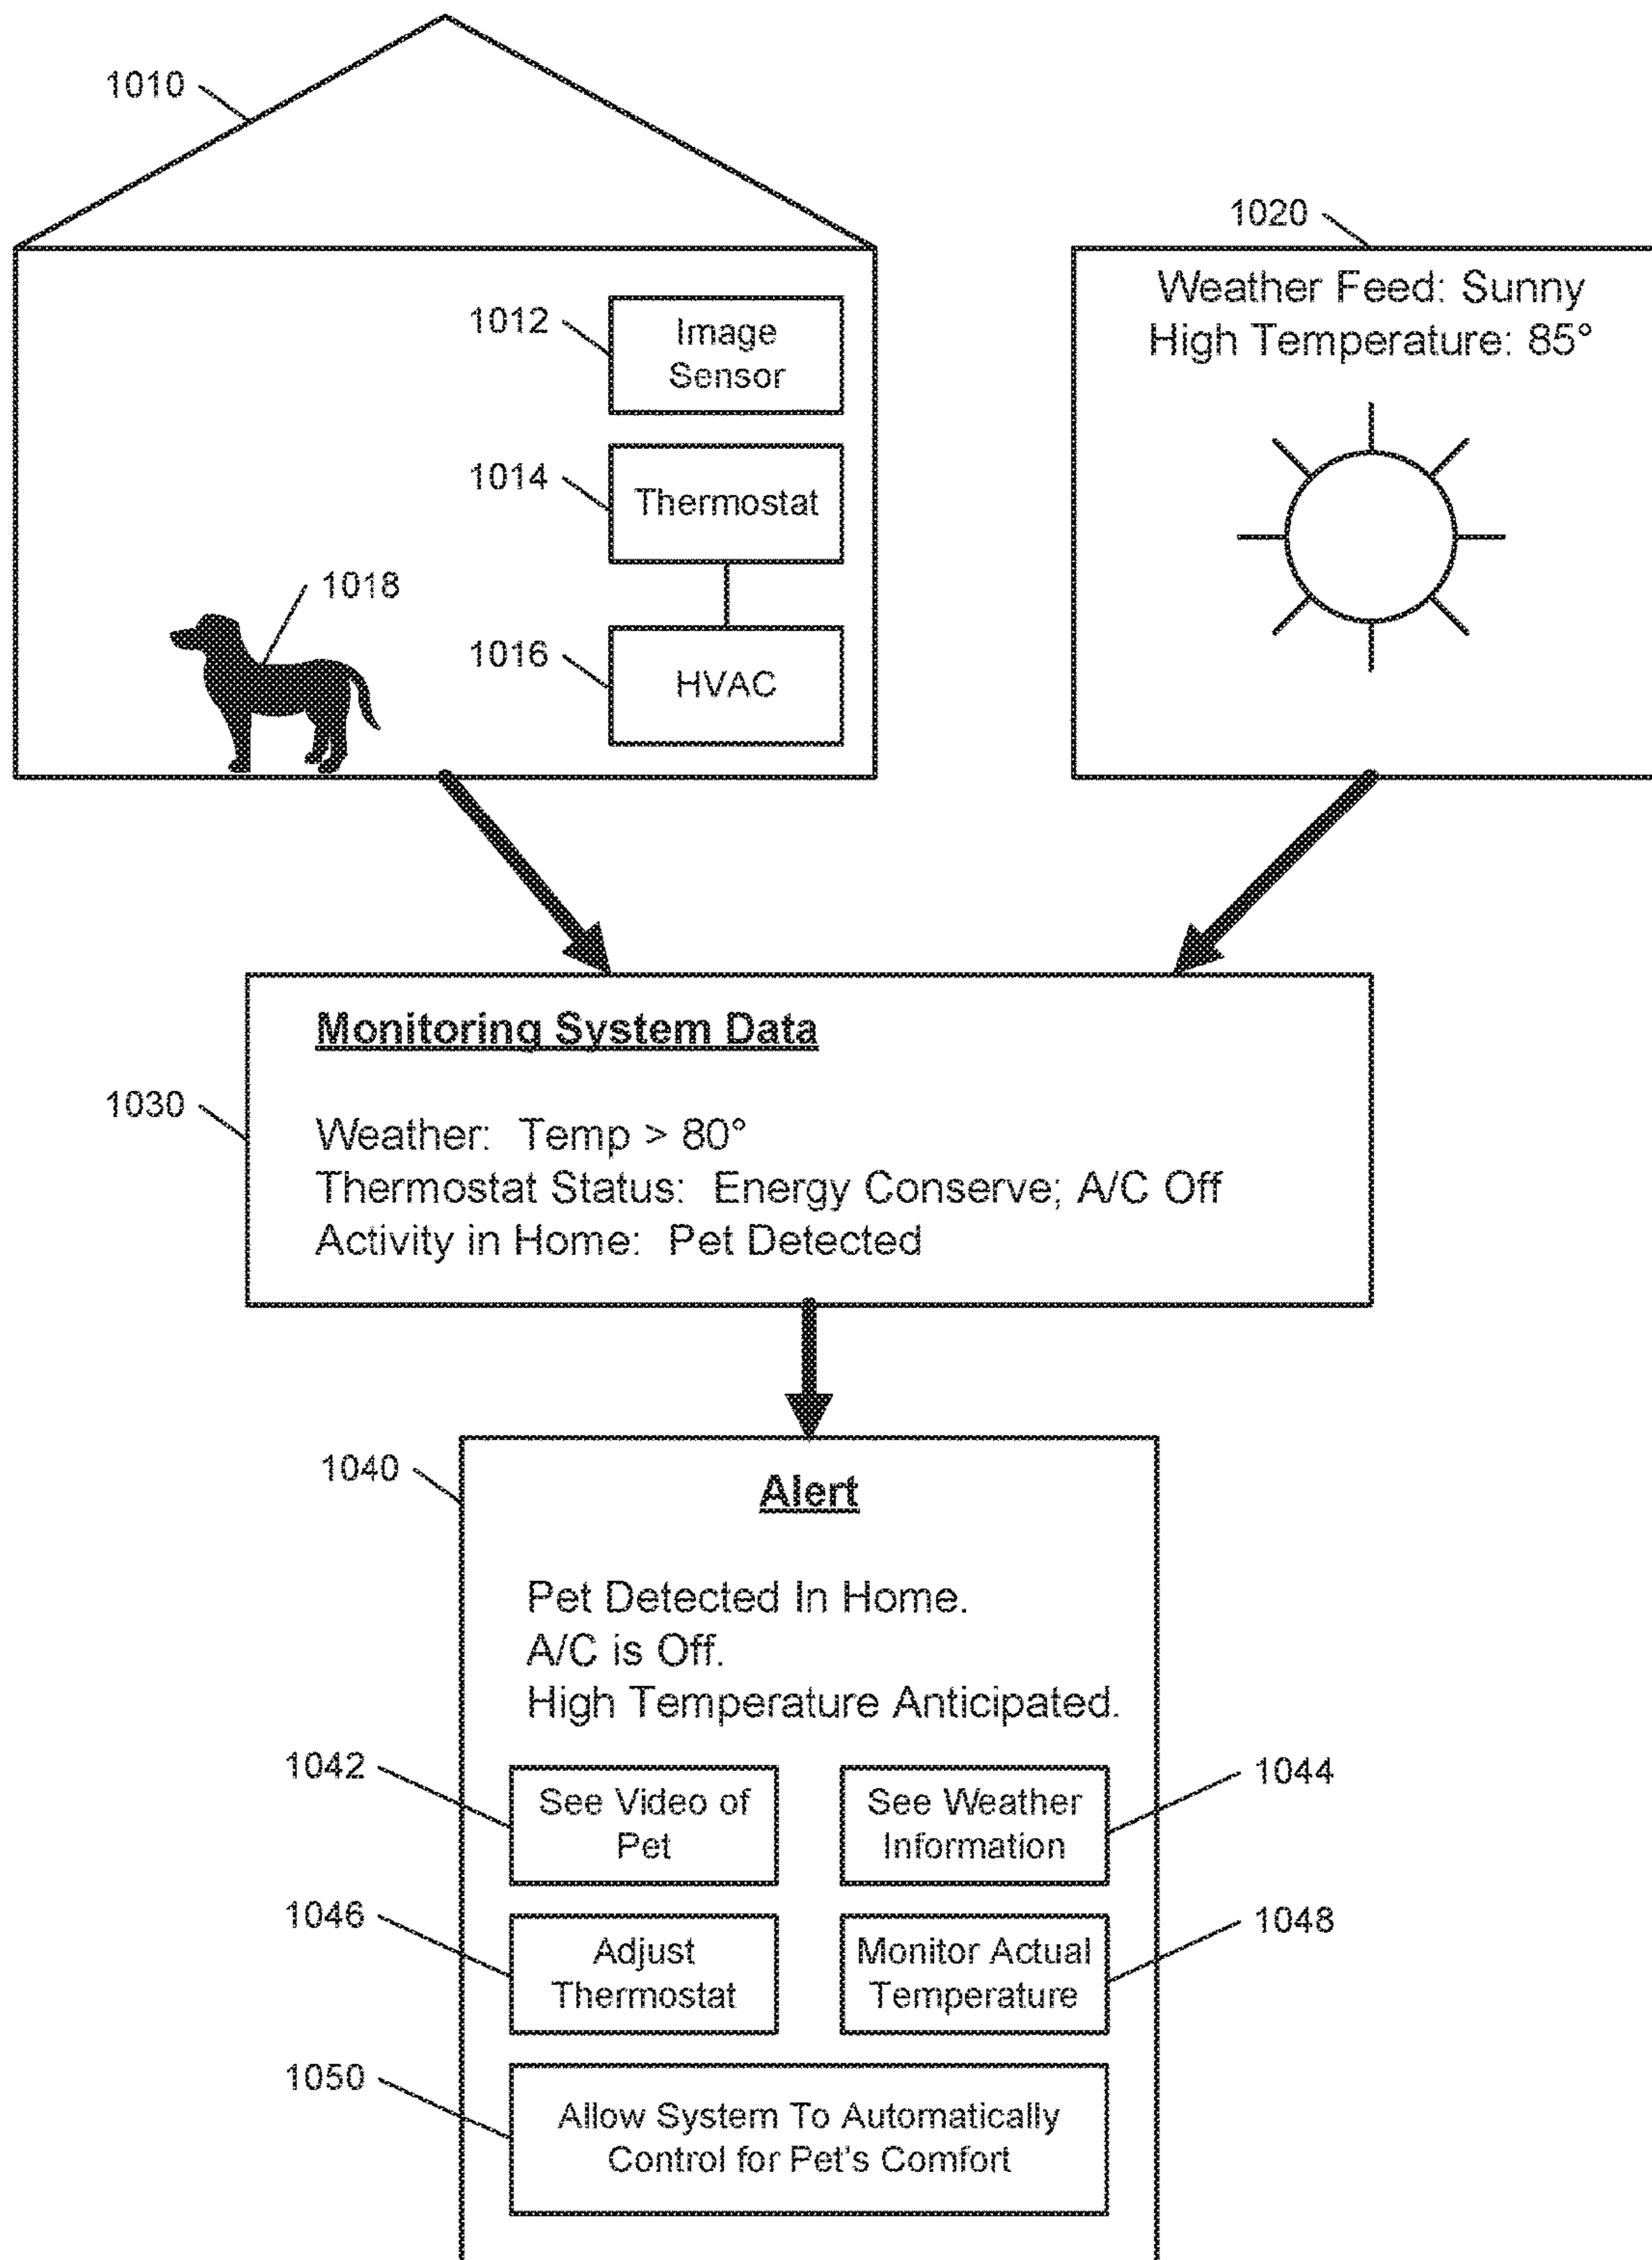 1010
1020
Weather Feed: Sunny
High Temperature: 85°
1012
Image
Sensor
1014
Thermostat
1018
1016
HVAC
Monitoring System Data
1030
Weather: Temp > 80°
Thermostat Status: Energy Conserve; A/C Off
Activity in Home: Pet Detected
1040
Alert
Pet Detected In Home.
A/C is Off.
High Temperature Anticipated.
1042
See Video of
Pet
See Weather
Information
1044
1046
Adjust
Thermostat
Monitor Actual
Temperature
1048
1050
Allow System To Automatically
Control for Pet's Comfort